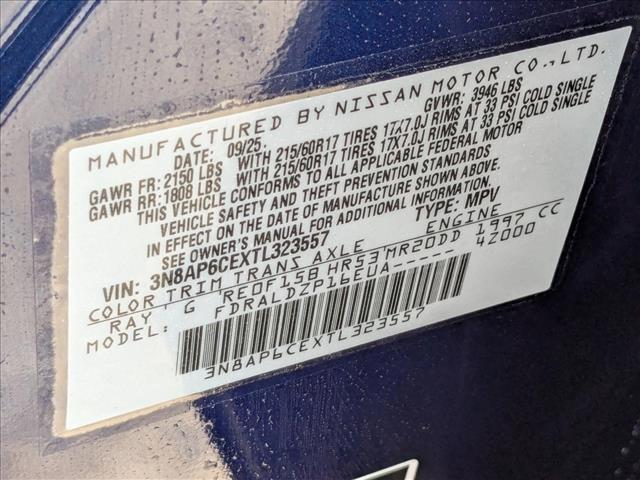 MANUFACTURED BY NISSAN MOTOR CO.,LTD.
DATE: 09/25. GVWR: 3946 LBS
GAWR FR: 2150 LBS WITH 215/60R17 TIRES 17X7.0J RIMS AT 33 PSI COLD SINGLE
GAWR RR: 1808 LBS WITH 215/60R17 TIRES 17X7.0J RIMS AT 33 PSI COLD SINGLE
THIS VEHICLE CONFORMS TO ALL APPLICABLE FEDERAL MOTOR
VEHICLE SAFETY AND THEFT PREVENTION STANDARDS
IN EFFECT ON THE DATE OF MANUFACTURE SHOWN ABOVE.
SEE OWNER'S MANUAL FOR ADDITIONAL INFORMATION.
VIN: 3N8AP6CEXTL323557 TYPE: MPV
COLOR TRIM TRANS AXLE ENGINE
RAY G RE0F15B HR53 MR20DD 1997 CC
MODEL: FDRALDZP16EUA----- 4Z000
3N8AP6CEXTL323557